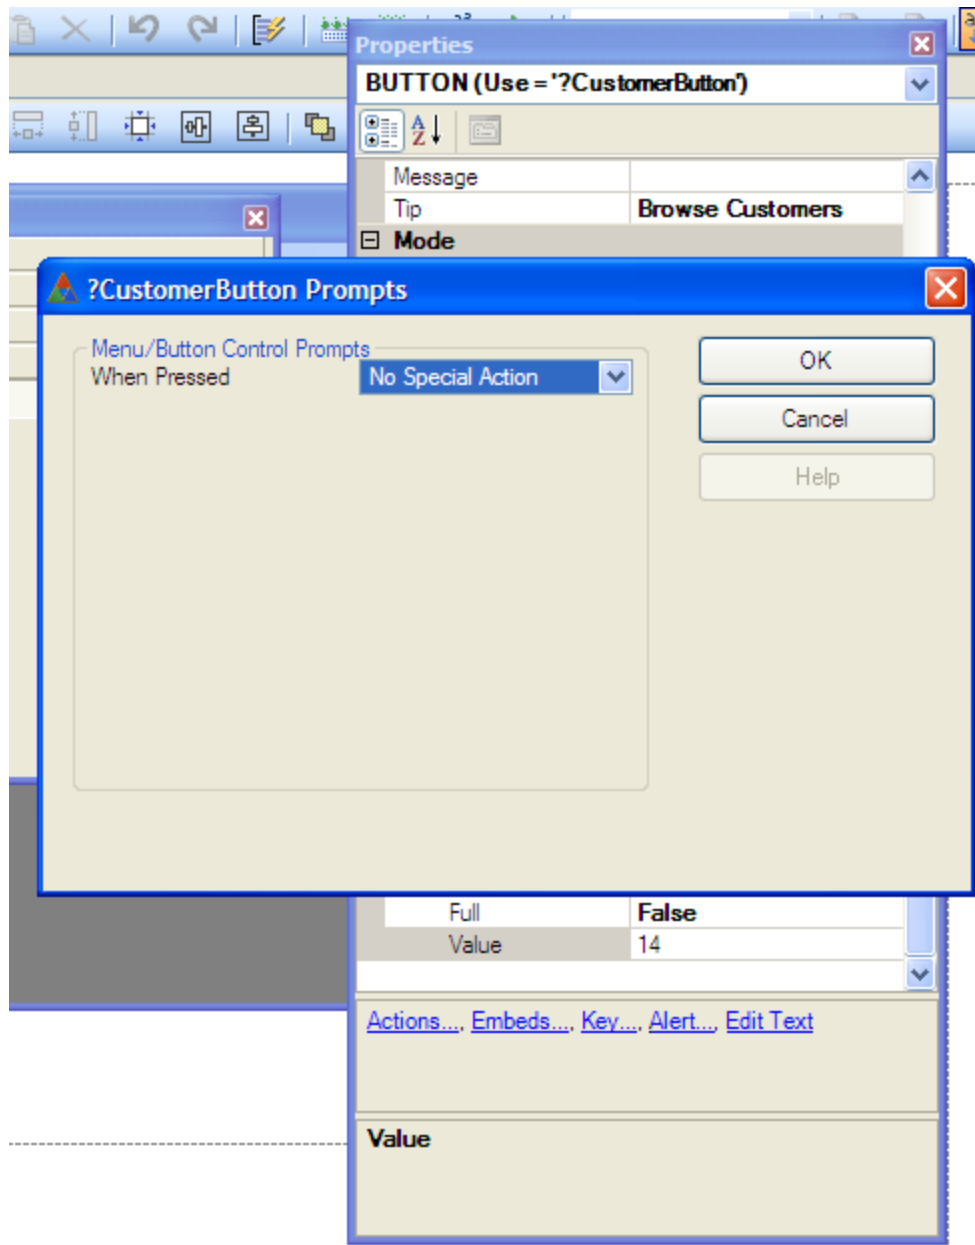 Properties
BUTTON (Use = '?CustomerButton')
A
Z
Message
Tip Browse Customers
Mode
?CustomerButton Prompts
Menu/Button Control Prompts
When Pressed No Special Action
OK
Cancel
Help
Full False
Value 14
Actions..., Embeds..., Key..., Alert..., Edit Text
Value